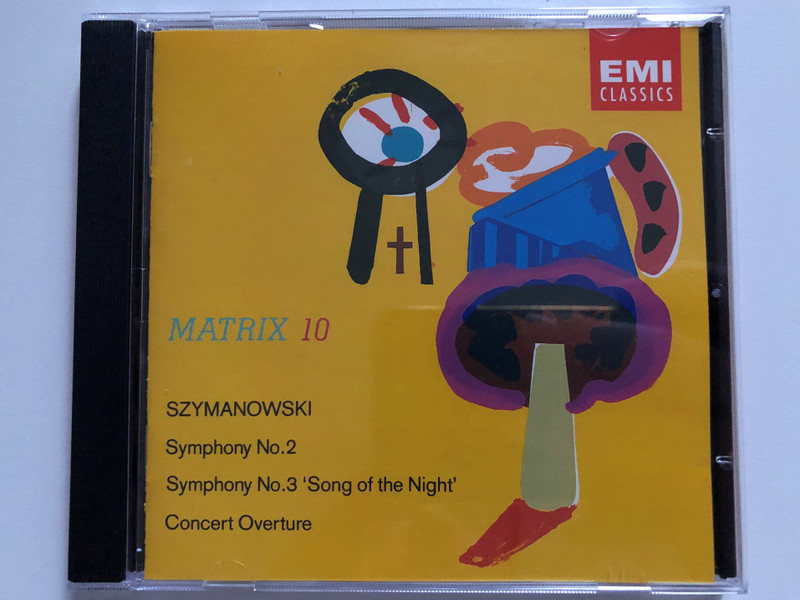 EMI
CLASSICS
MATRIX 10
SZYMANOWSKI
Symphony No.2
Symphony No.3 ‘Song of the Night’
Concert Overture